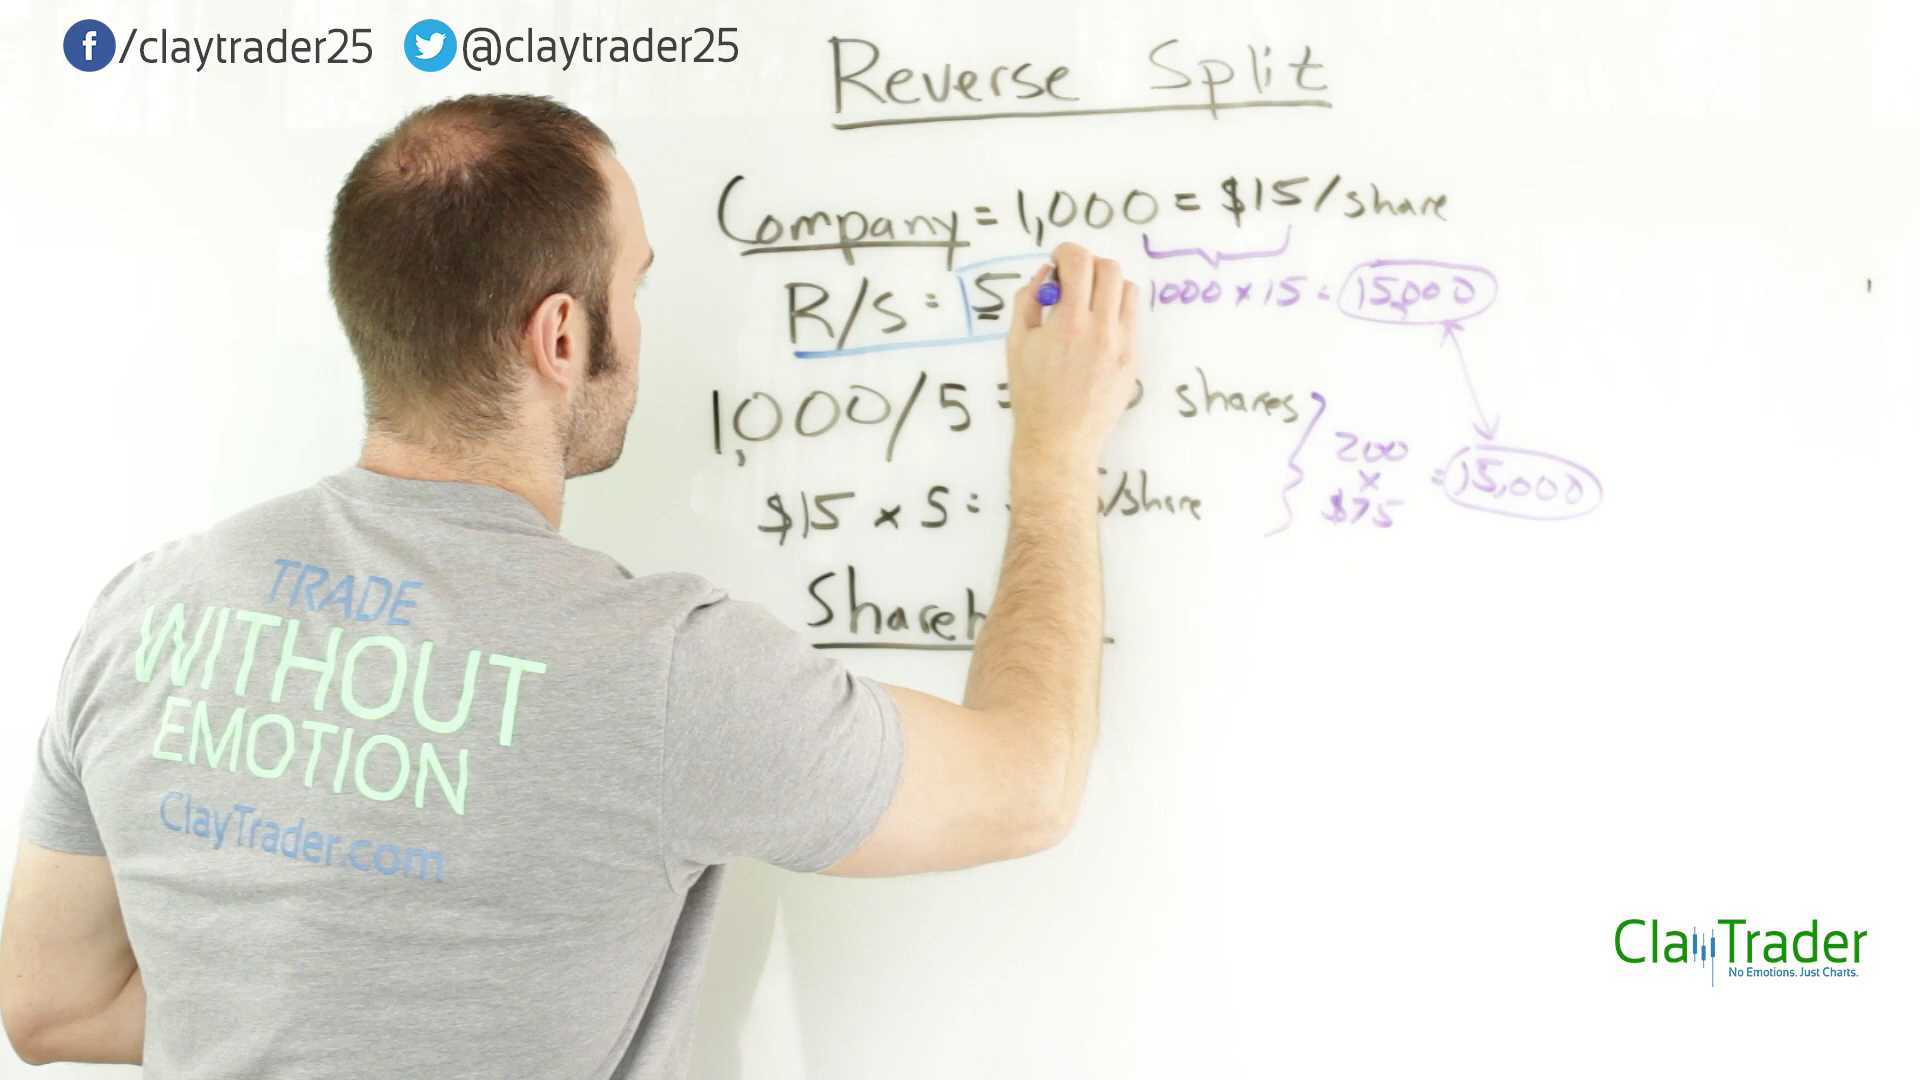 /claytrader25 @claytrader25
Reverse Split
Company = 1,000 = $15/share
R/S = 5
1000 x 15 = 15,000
1,000/5 = shares
200
x
$75
= 15,000
$15 x 5 = /share
Shareh
TRADE
WITHOUT
EMOTION
ClayTrader.com
ClayTrader
No Emotions. Just Charts.